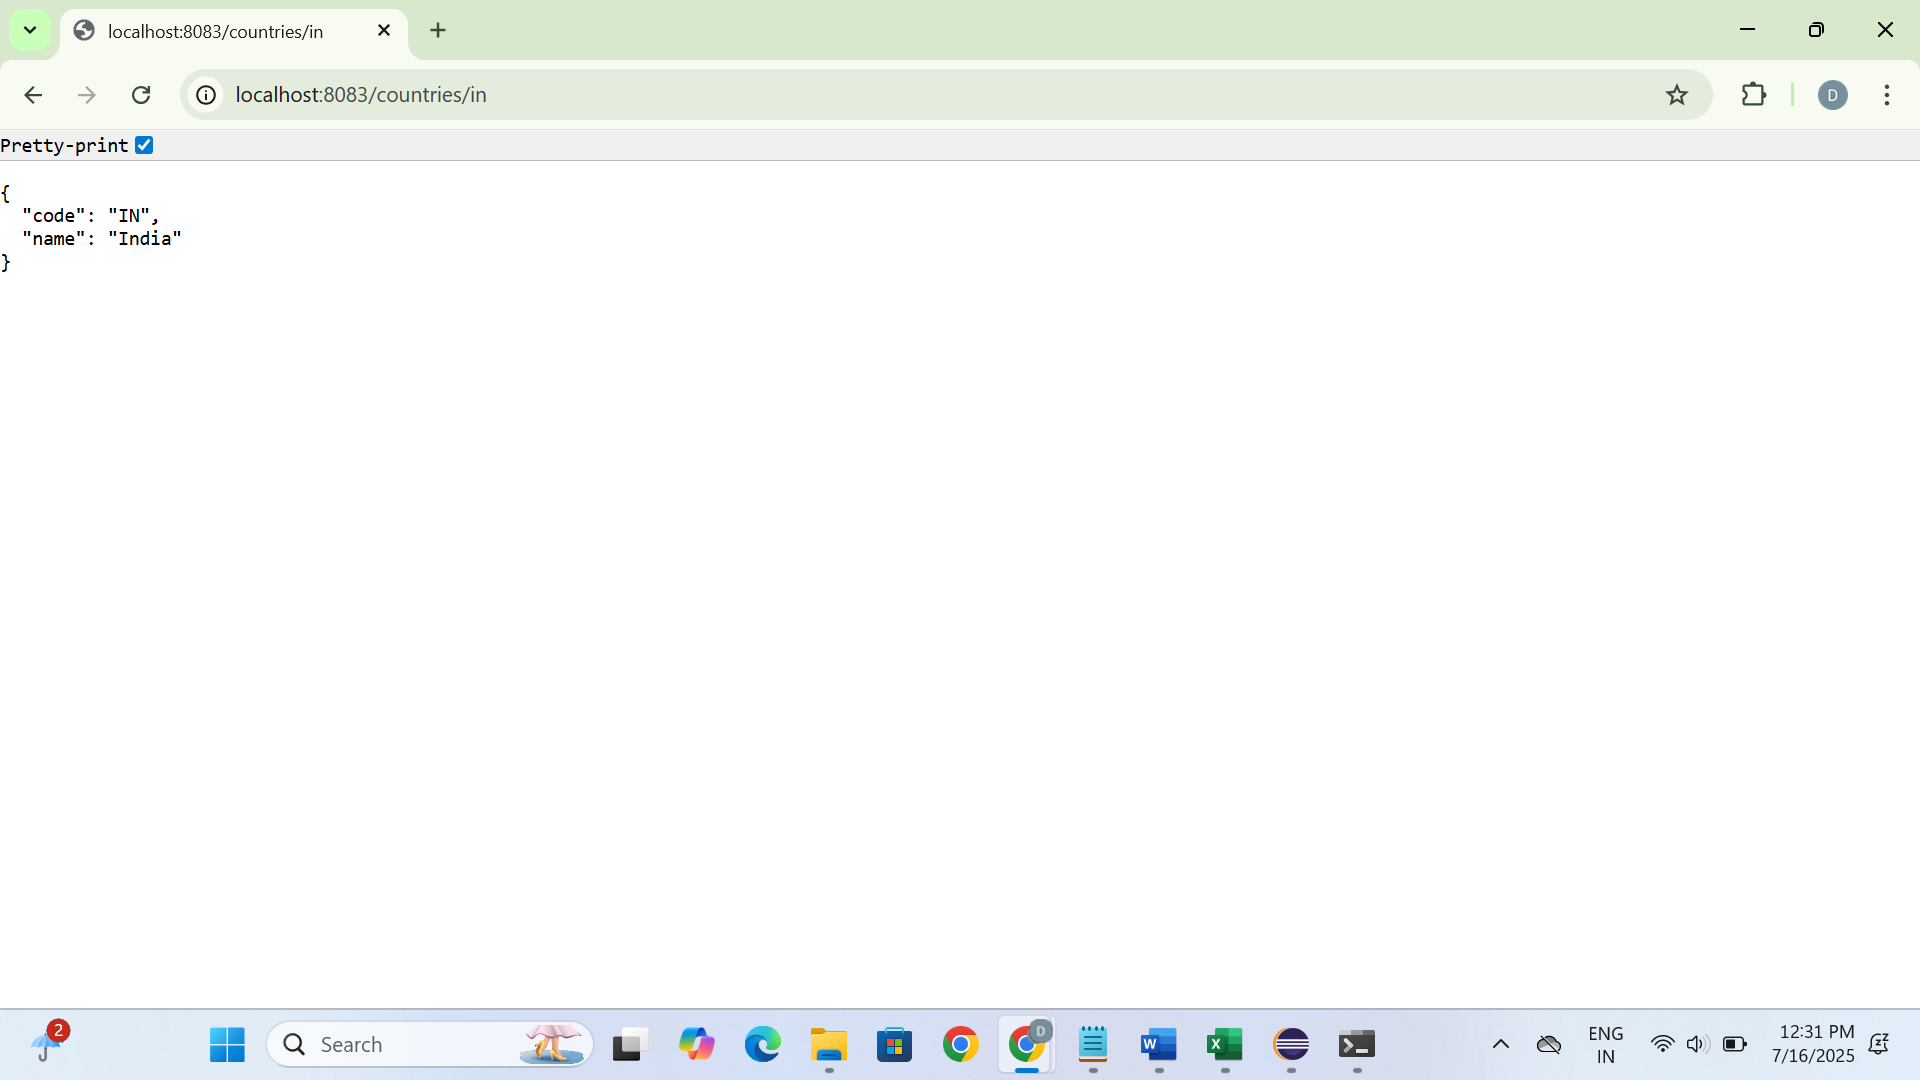 localhost:8083/countries/in
localhost:8083/countries/in
D
Pretty-print
{
  "code": "IN",
  "name": "India"
}
2
Search
D
W
X
ENG
IN
12:31 PM
7/16/2025